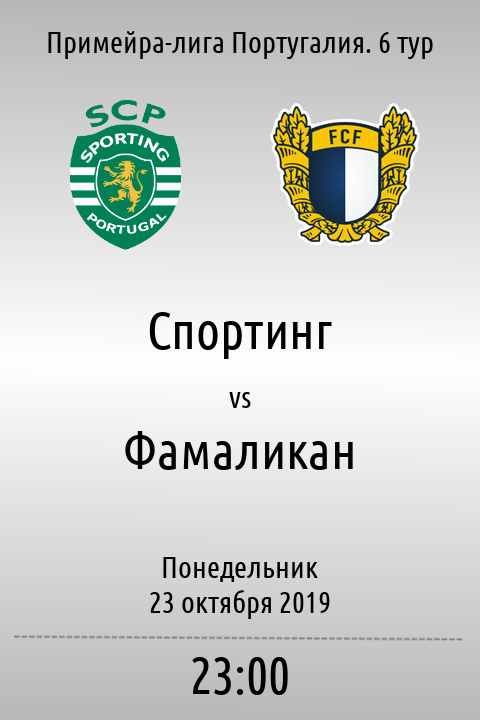 Примейра-лига Португалия. 6 тур
SCP
SPORTING
PORTUGAL
FCF
Спортинг
vs
Фамаликан
Понедельник
23 октября 2019
23:00